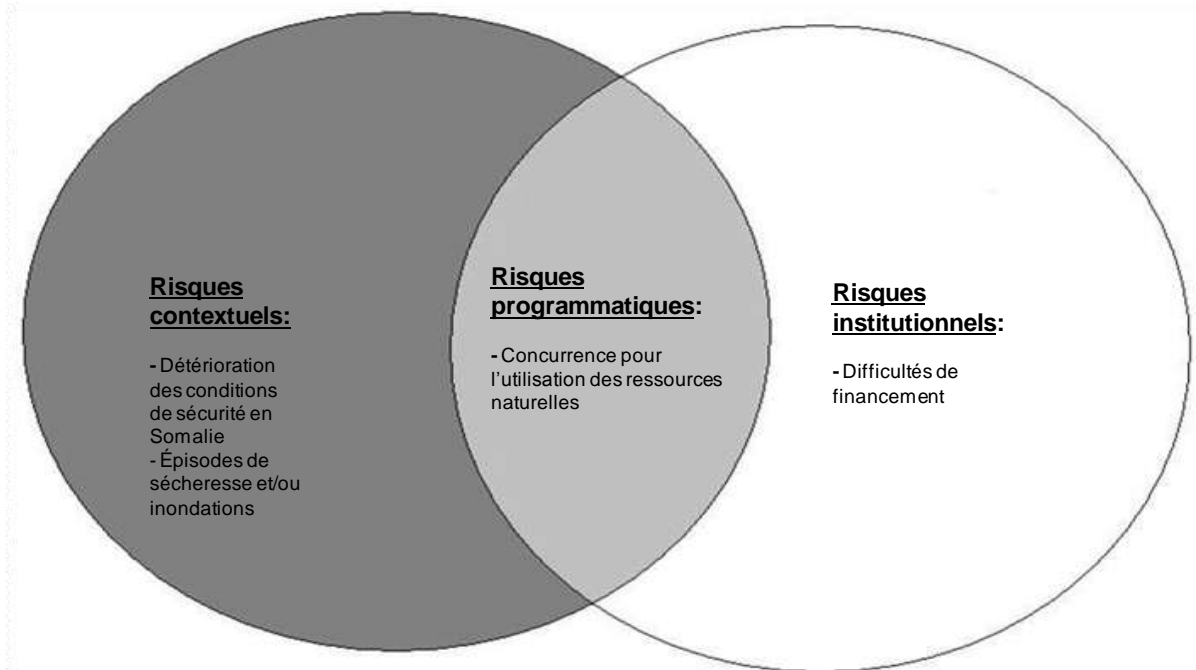 Risques
contextuels:
- Détérioration
des conditions
de sécurité en
Somalie
- Épisodes de
sécheresse et/ou
inondations
Risques
programmatiques:
- Concurrence pour
l'utilisation des ressources
naturelles
Risques
institutionnels:
- Difficultés de
financement